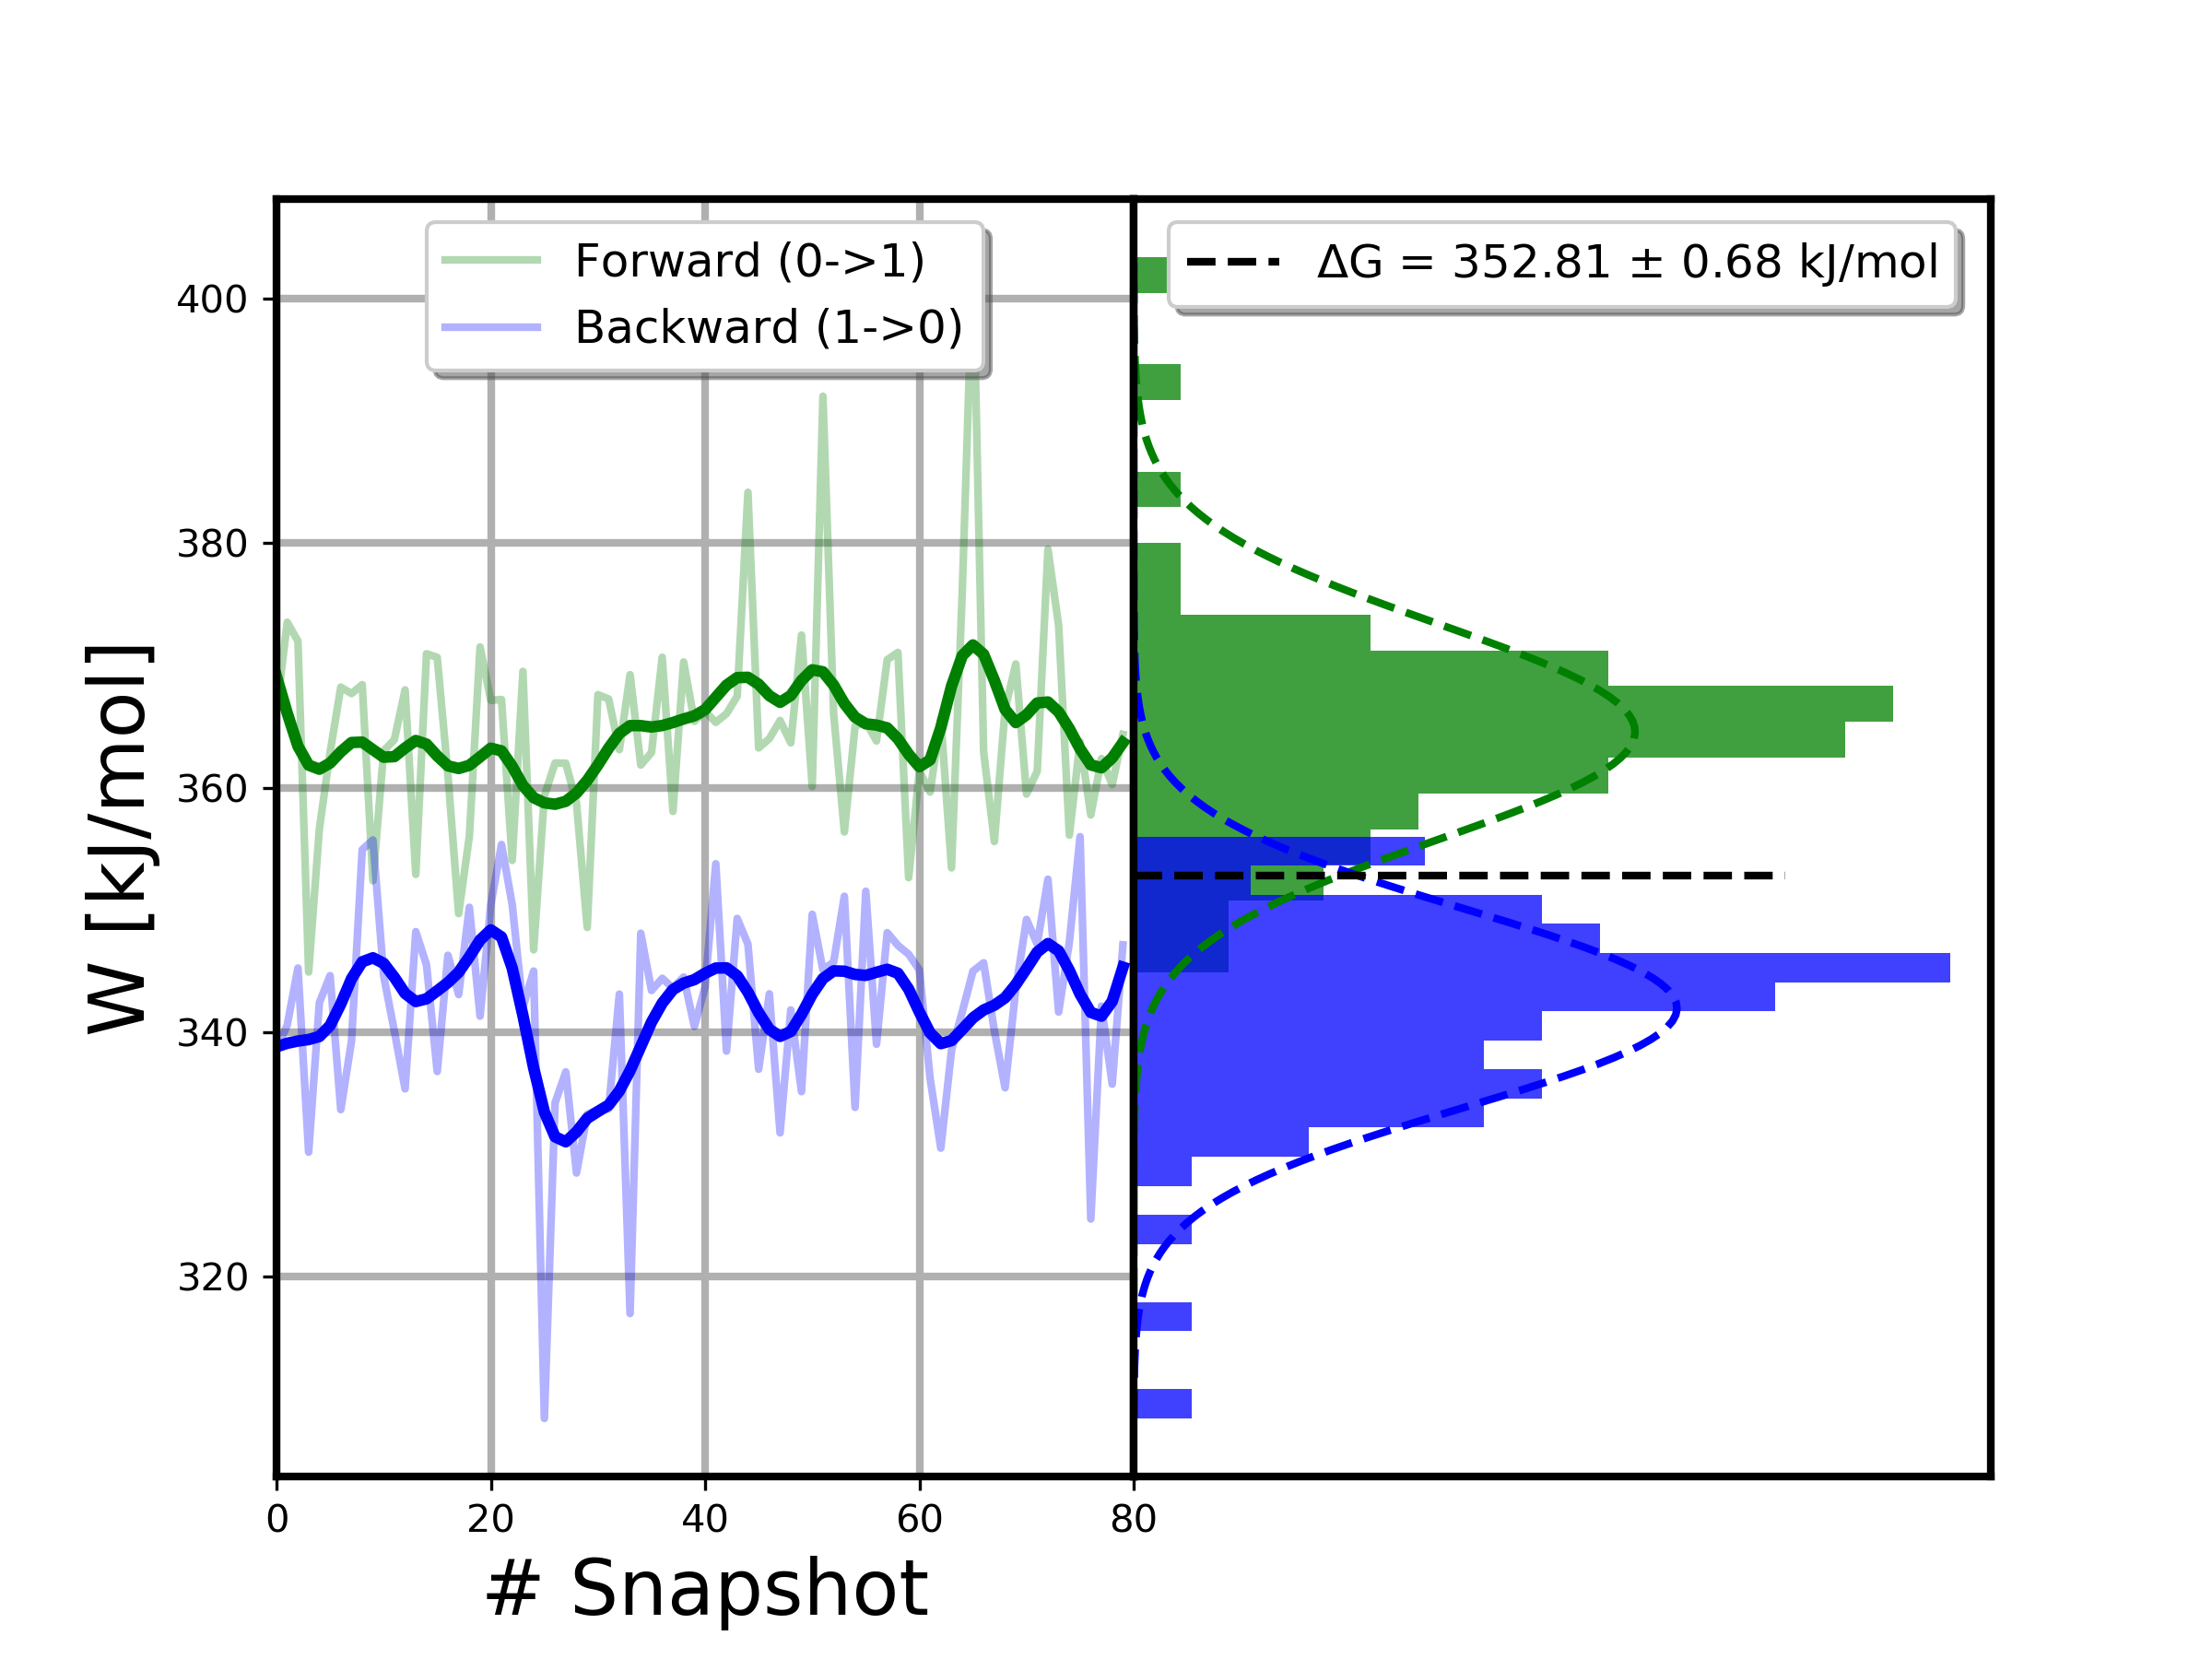 Forward (0->1)
Backward (1->0)
ΔG = 352.81 ± 0.68 kJ/mol
W [kJ/mol]
400
380
360
340
320
0 20 40 60 80
# Snapshot